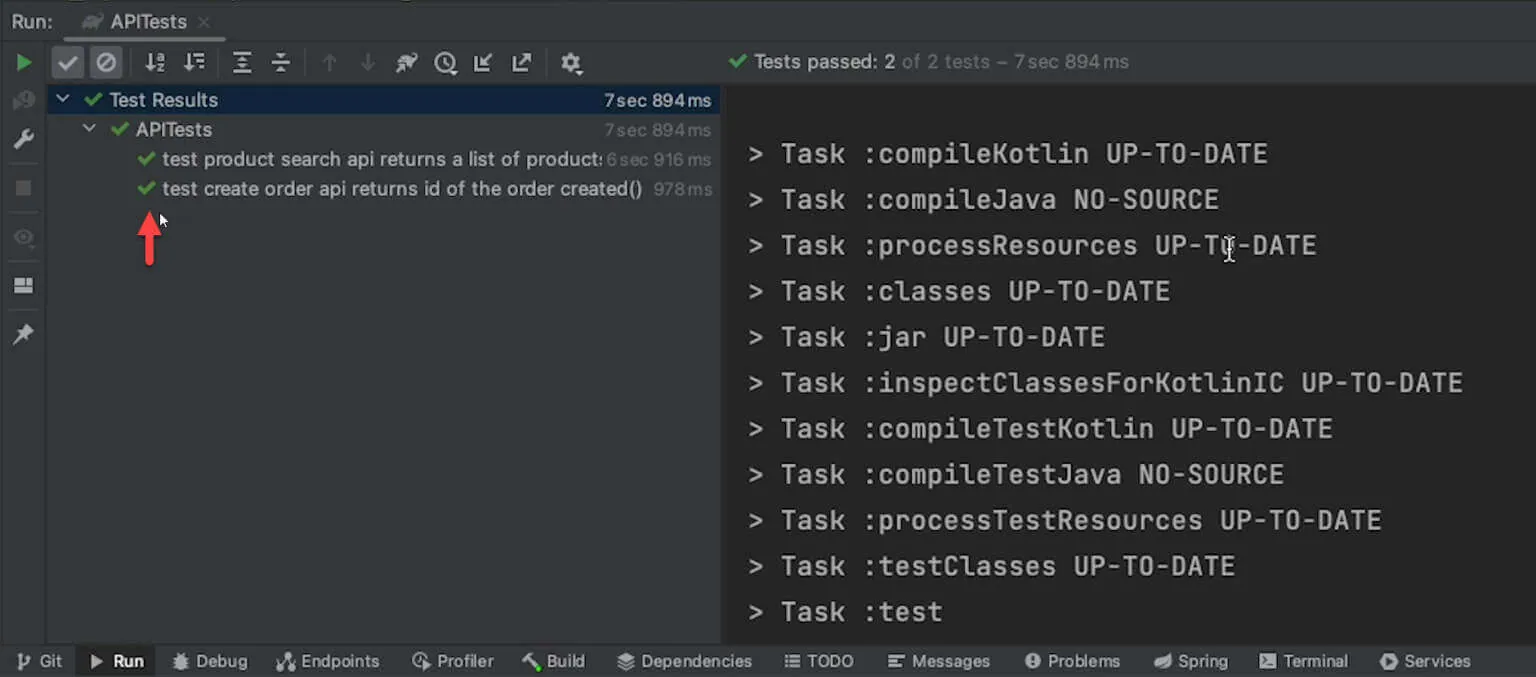 Run: APITests
Tests passed: 2 of 2 tests – 7 sec 894 ms
Test Results 7 sec 894 ms
APITests 7 sec 894 ms
test product search api returns a list of product 6 sec 916 ms
test create order api returns id of the order created() 978 ms
> Task :compileKotlin UP-TO-DATE
> Task :compileJava NO-SOURCE
> Task :processResources UP-TO-DATE
> Task :classes UP-TO-DATE
> Task :jar UP-TO-DATE
> Task :inspectClassesForKotlinIC UP-TO-DATE
> Task :compileTestKotlin UP-TO-DATE
> Task :compileTestJava NO-SOURCE
> Task :processTestResources UP-TO-DATE
> Task :testClasses UP-TO-DATE
> Task :test
Git Run Debug Endpoints Profiler Build Dependencies TODO Messages Problems Spring Terminal Services